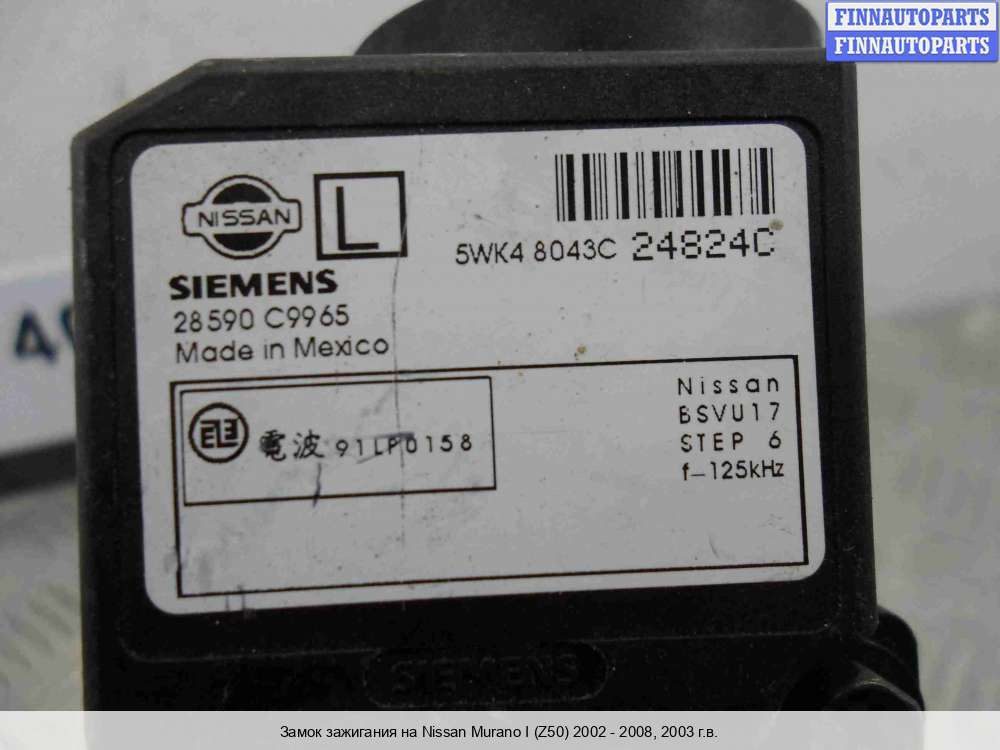 FINNAUTOPARTS
FINNAUTOPARTS
NISSAN
L
5WK4 8043C 24824C
SIEMENS
28590 C9965
Made in Mexico
電波 91LP0158
Nissan
BSVU17
STEP 6
f-125kHz
SIEMENS
Замок зажигания на Nissan Murano I (Z50) 2002 - 2008, 2003 г.в.